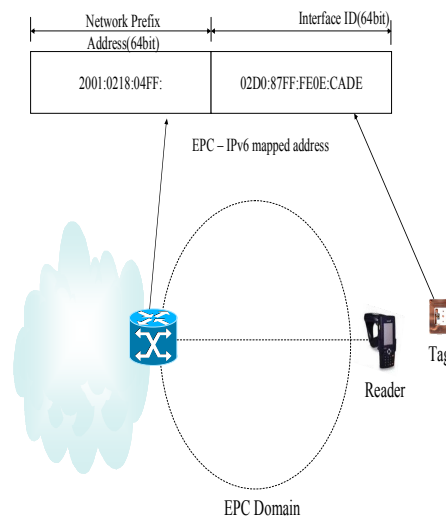 Network Prefix
Address(64bit)
Interface ID(64bit)
2001:0218:04FF:
02D0:87FF:FE0E:CADE
EPC – IPv6 mapped address
Tag
Reader
EPC Domain